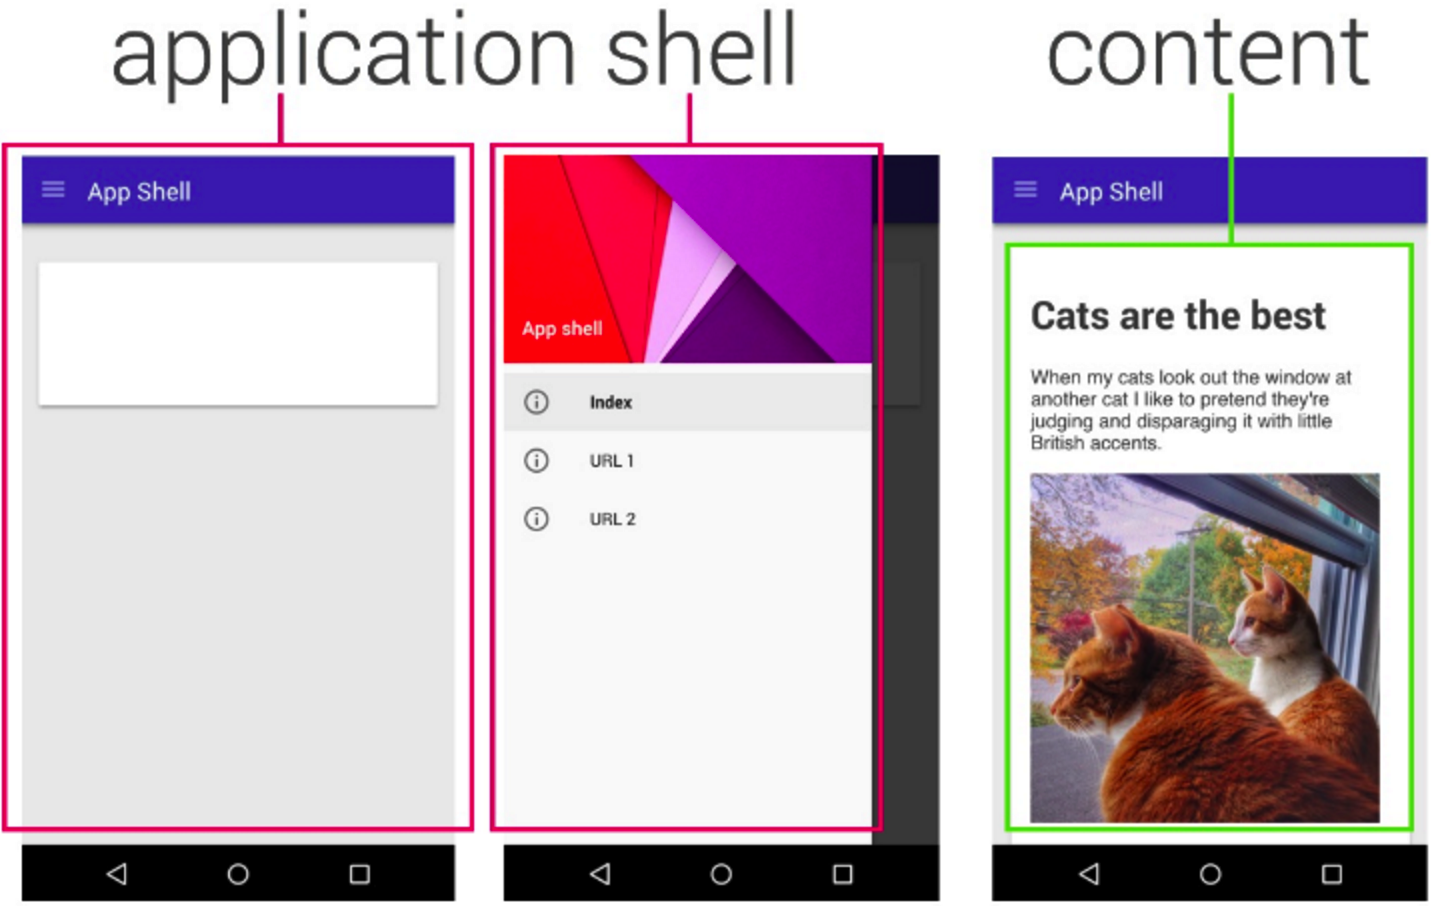 application shell
content
App Shell
App shell
Index
URL 1
URL 2
App Shell
Cats are the best
When my cats look out the window at
another cat I like to pretend they're
judging and disparaging it with little
British accents.